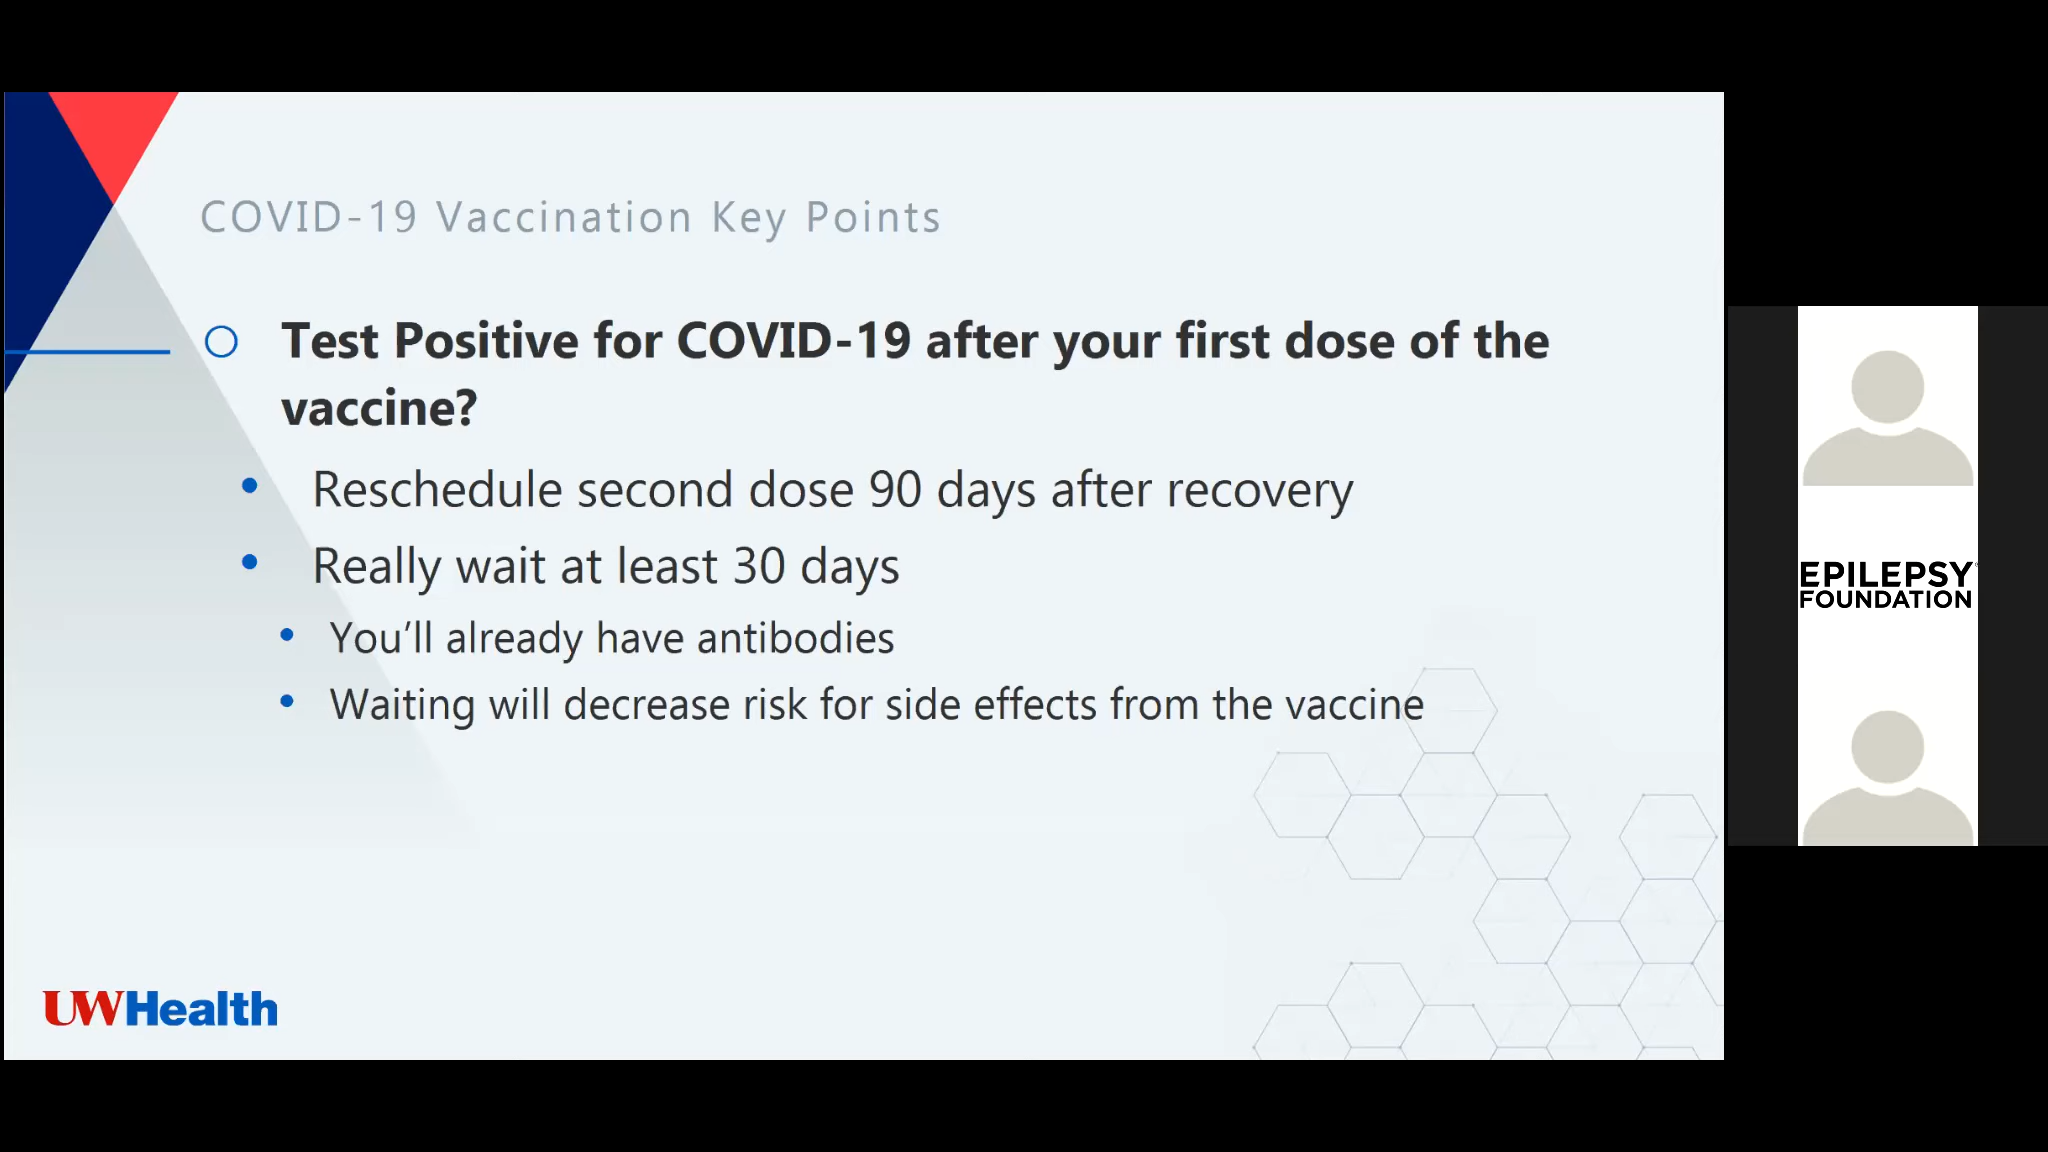 COVID-19 Vaccination Key Points
Test Positive for COVID-19 after your first dose of the
vaccine?
Reschedule second dose 90 days after recovery
Really wait at least 30 days
You’ll already have antibodies
Waiting will decrease risk for side effects from the vaccine
UWHealth
EPILEPSY
FOUNDATION